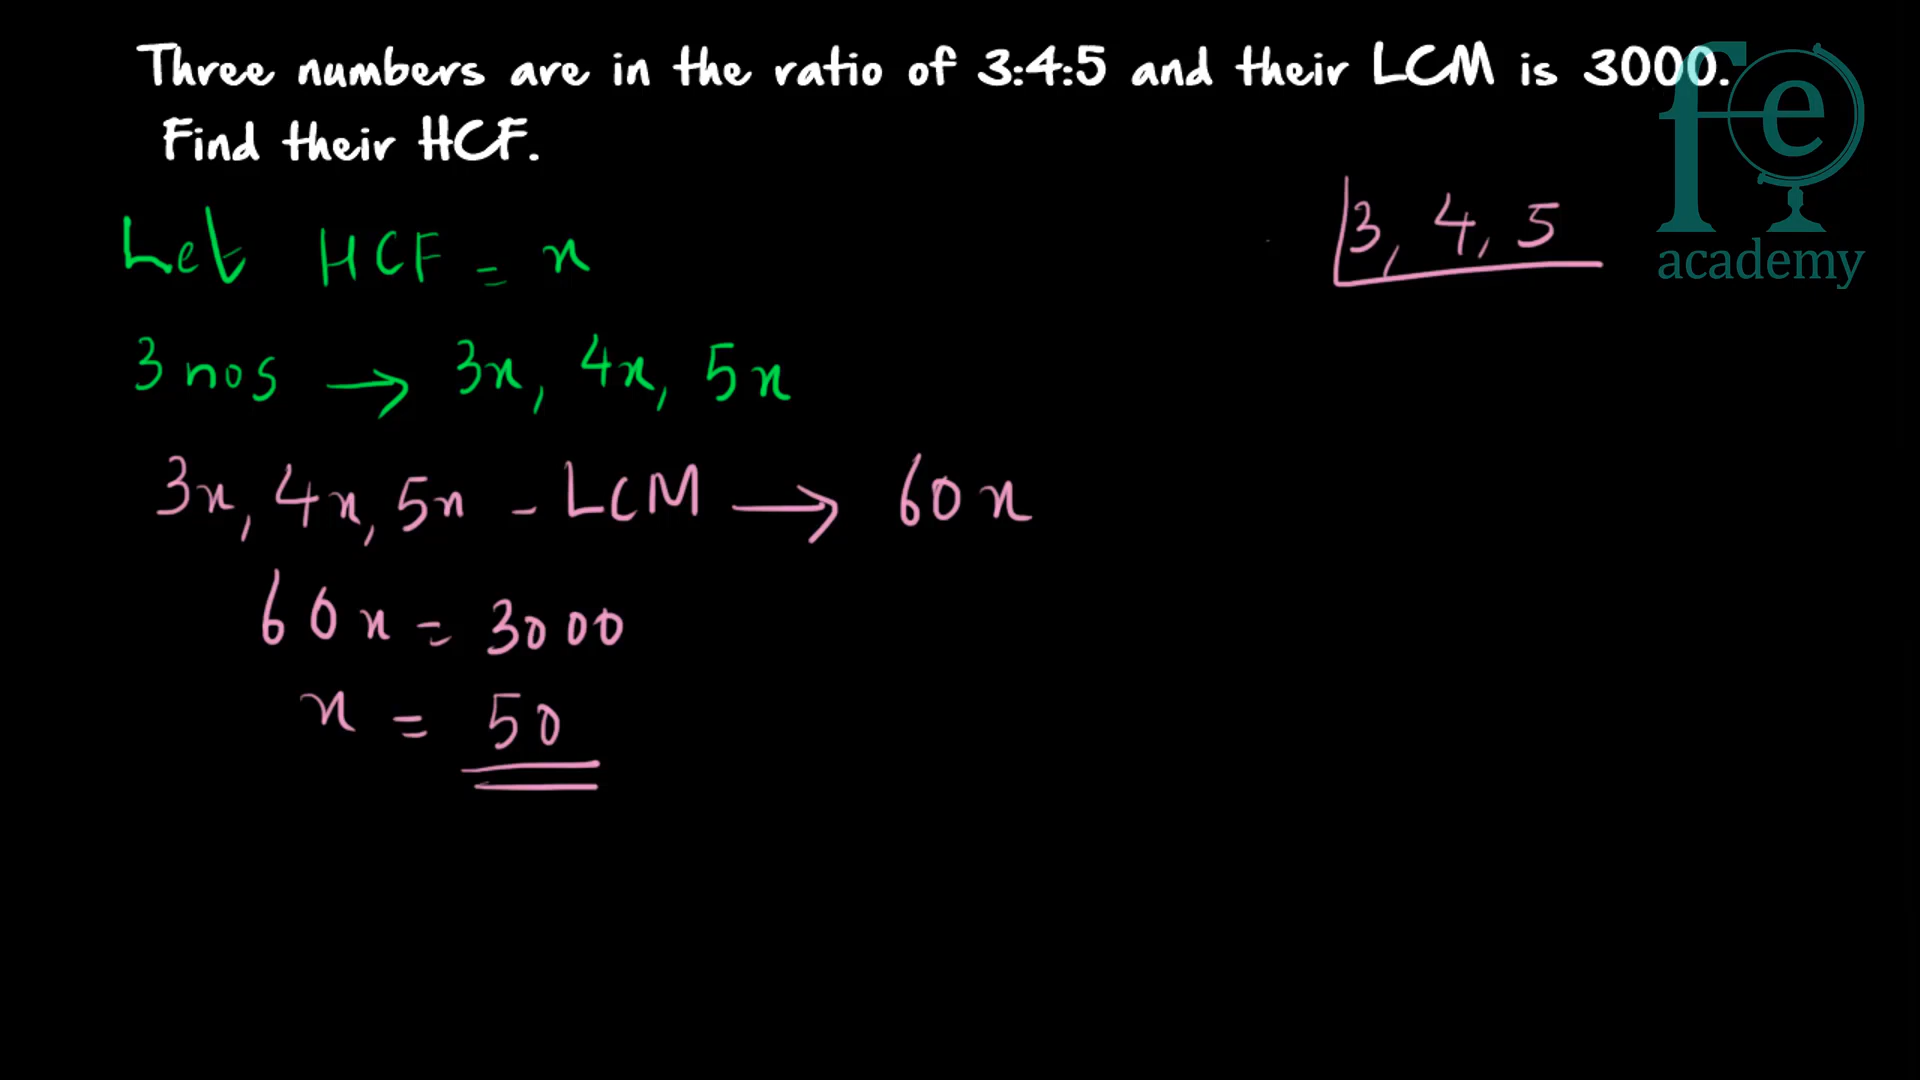 Three numbers are in the ratio of 3:4:5 and their LCM is 3000.
Find their HCF.
fe
academy
3, 4, 5
Let HCF = x
3 nos → 3x, 4x, 5x
3x, 4x, 5x - LCM → 60x
60x = 3000
x = 50